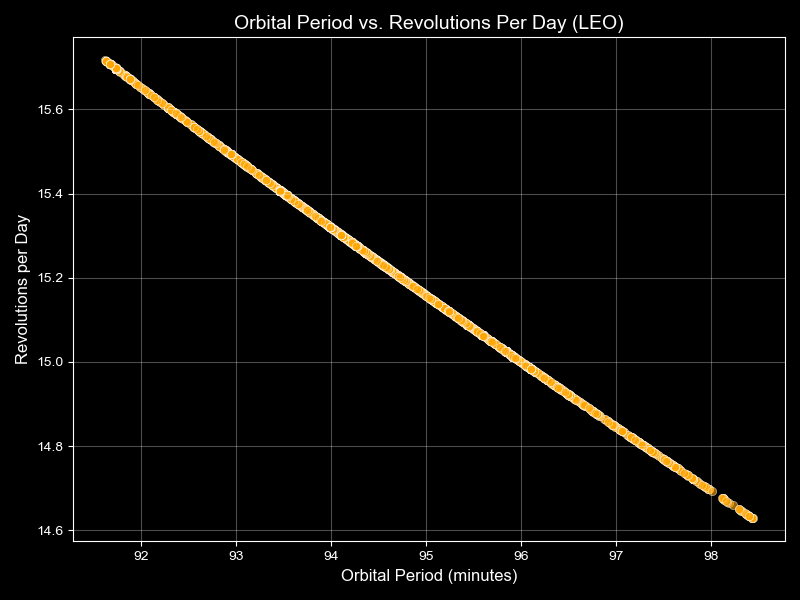 Orbital Period vs. Revolutions Per Day (LEO)
Revolutions per Day
15.6
15.4
15.2
15.0
14.8
14.6
92 93 94 95 96 97 98
Orbital Period (minutes)